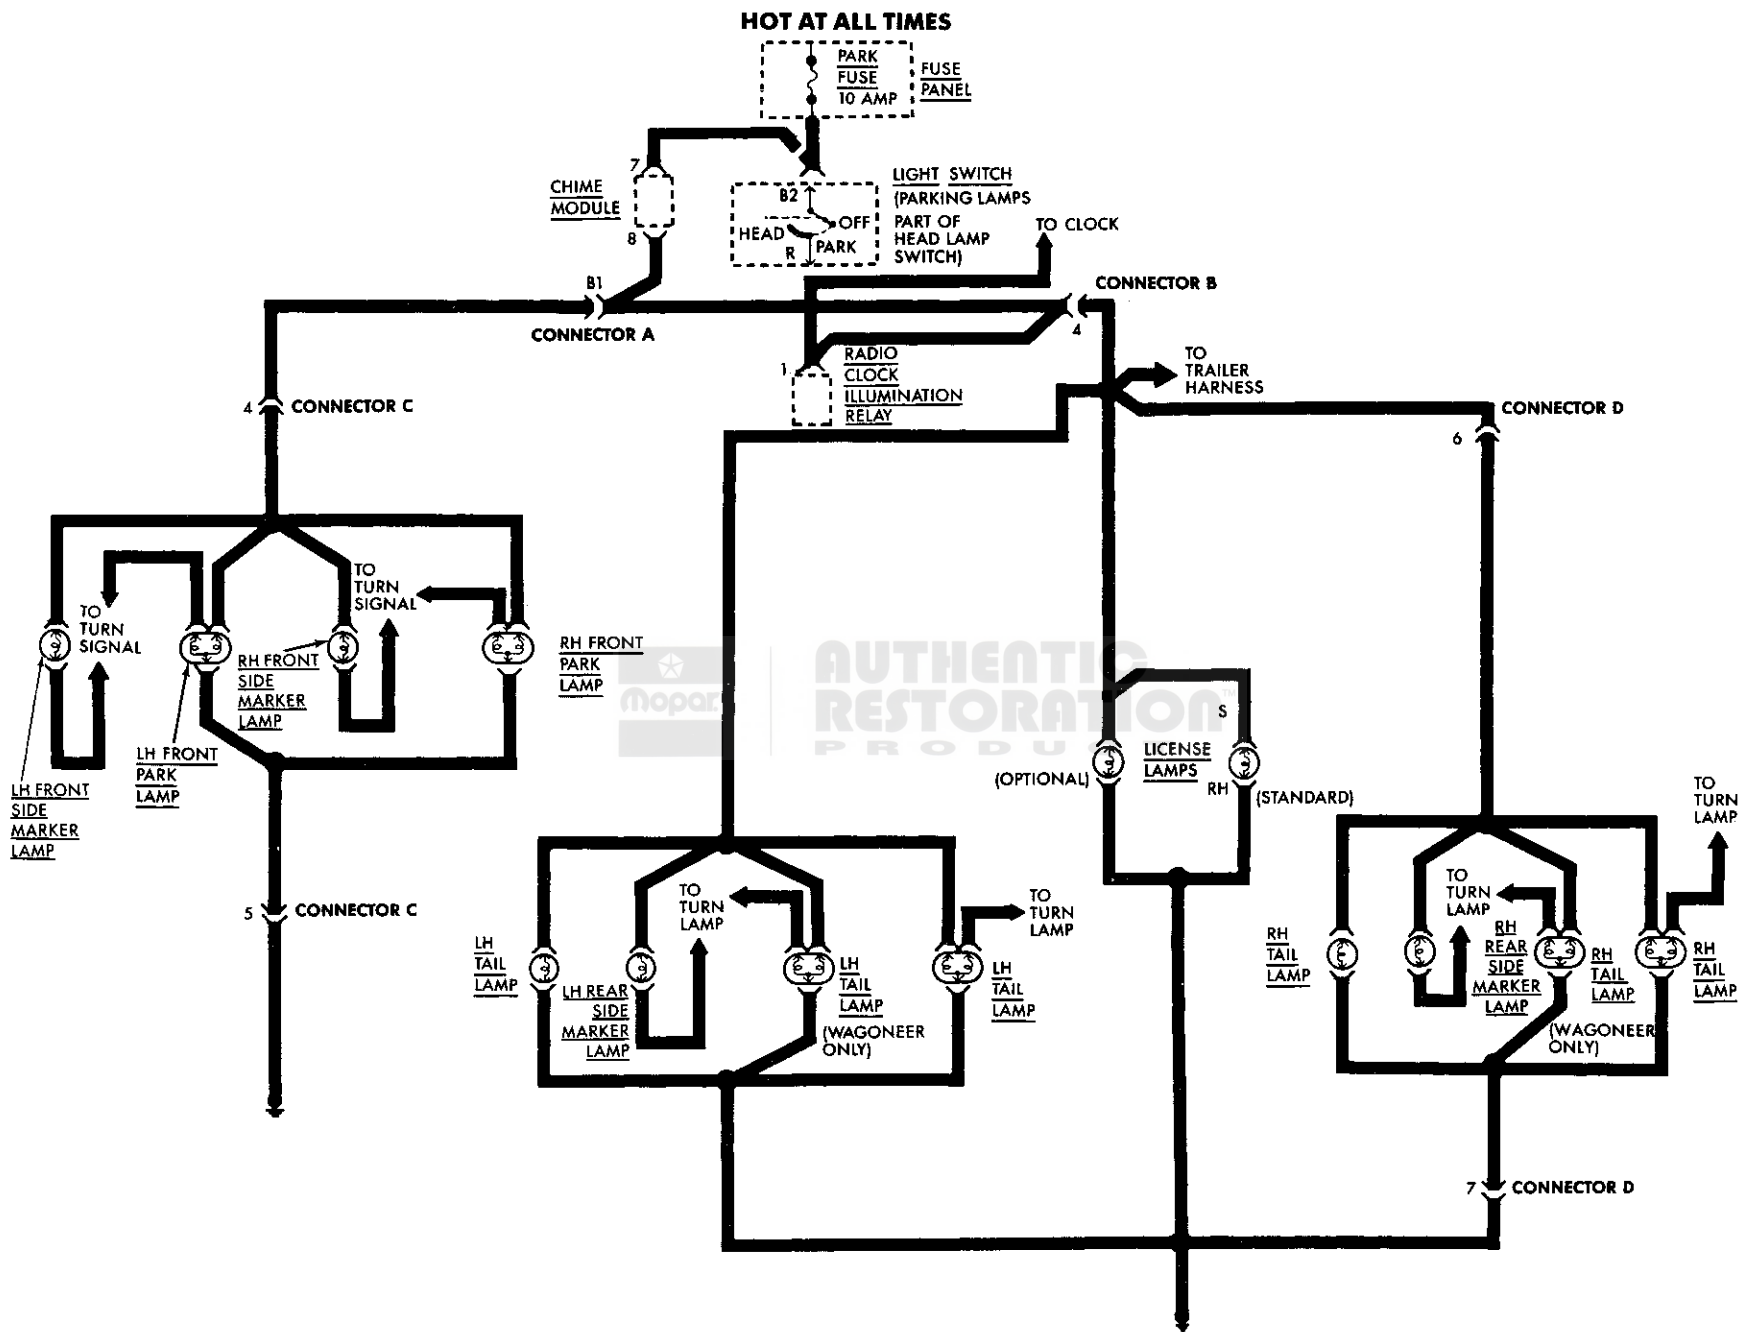 HOT AT ALL TIMES
PARK
FUSE
10 AMP
FUSE
PANEL
7
CHIME
MODULE
8
B2
OFF
HEAD
PARK
R
LIGHT SWITCH
(PARKING LAMPS
PART OF
HEAD LAMP
SWITCH)
TO CLOCK
B1
CONNECTOR A
CONNECTOR B
4
1
RADIO
CLOCK
ILLUMINATION
RELAY
TO
TRAILER
HARNESS
4
CONNECTOR C
CONNECTOR D
6
TO
TURN
SIGNAL
TO
TURN
SIGNAL
RH FRONT
SIDE
MARKER
LAMP
RH FRONT
PARK
LAMP
LH FRONT
PARK
LAMP
LH FRONT
SIDE
MARKER
LAMP
Mopar
AUTHENTIC
RESTORATION™
PRODUC
S
LICENSE
LAMPS
(OPTIONAL)
RH
(STANDARD)
5
CONNECTOR C
LH
TAIL
LAMP
TO
TURN
LAMP
LH REAR
SIDE
MARKER
LAMP
LH
TAIL
LAMP
(WAGONEER
ONLY)
TO
TURN
LAMP
LH
TAIL
LAMP
TO
TURN
LAMP
RH
TAIL
LAMP
TO
TURN
LAMP
RH
REAR
SIDE
MARKER
LAMP
RH
TAIL
LAMP
(WAGONEER
ONLY)
RH
TAIL
LAMP
7
CONNECTOR D